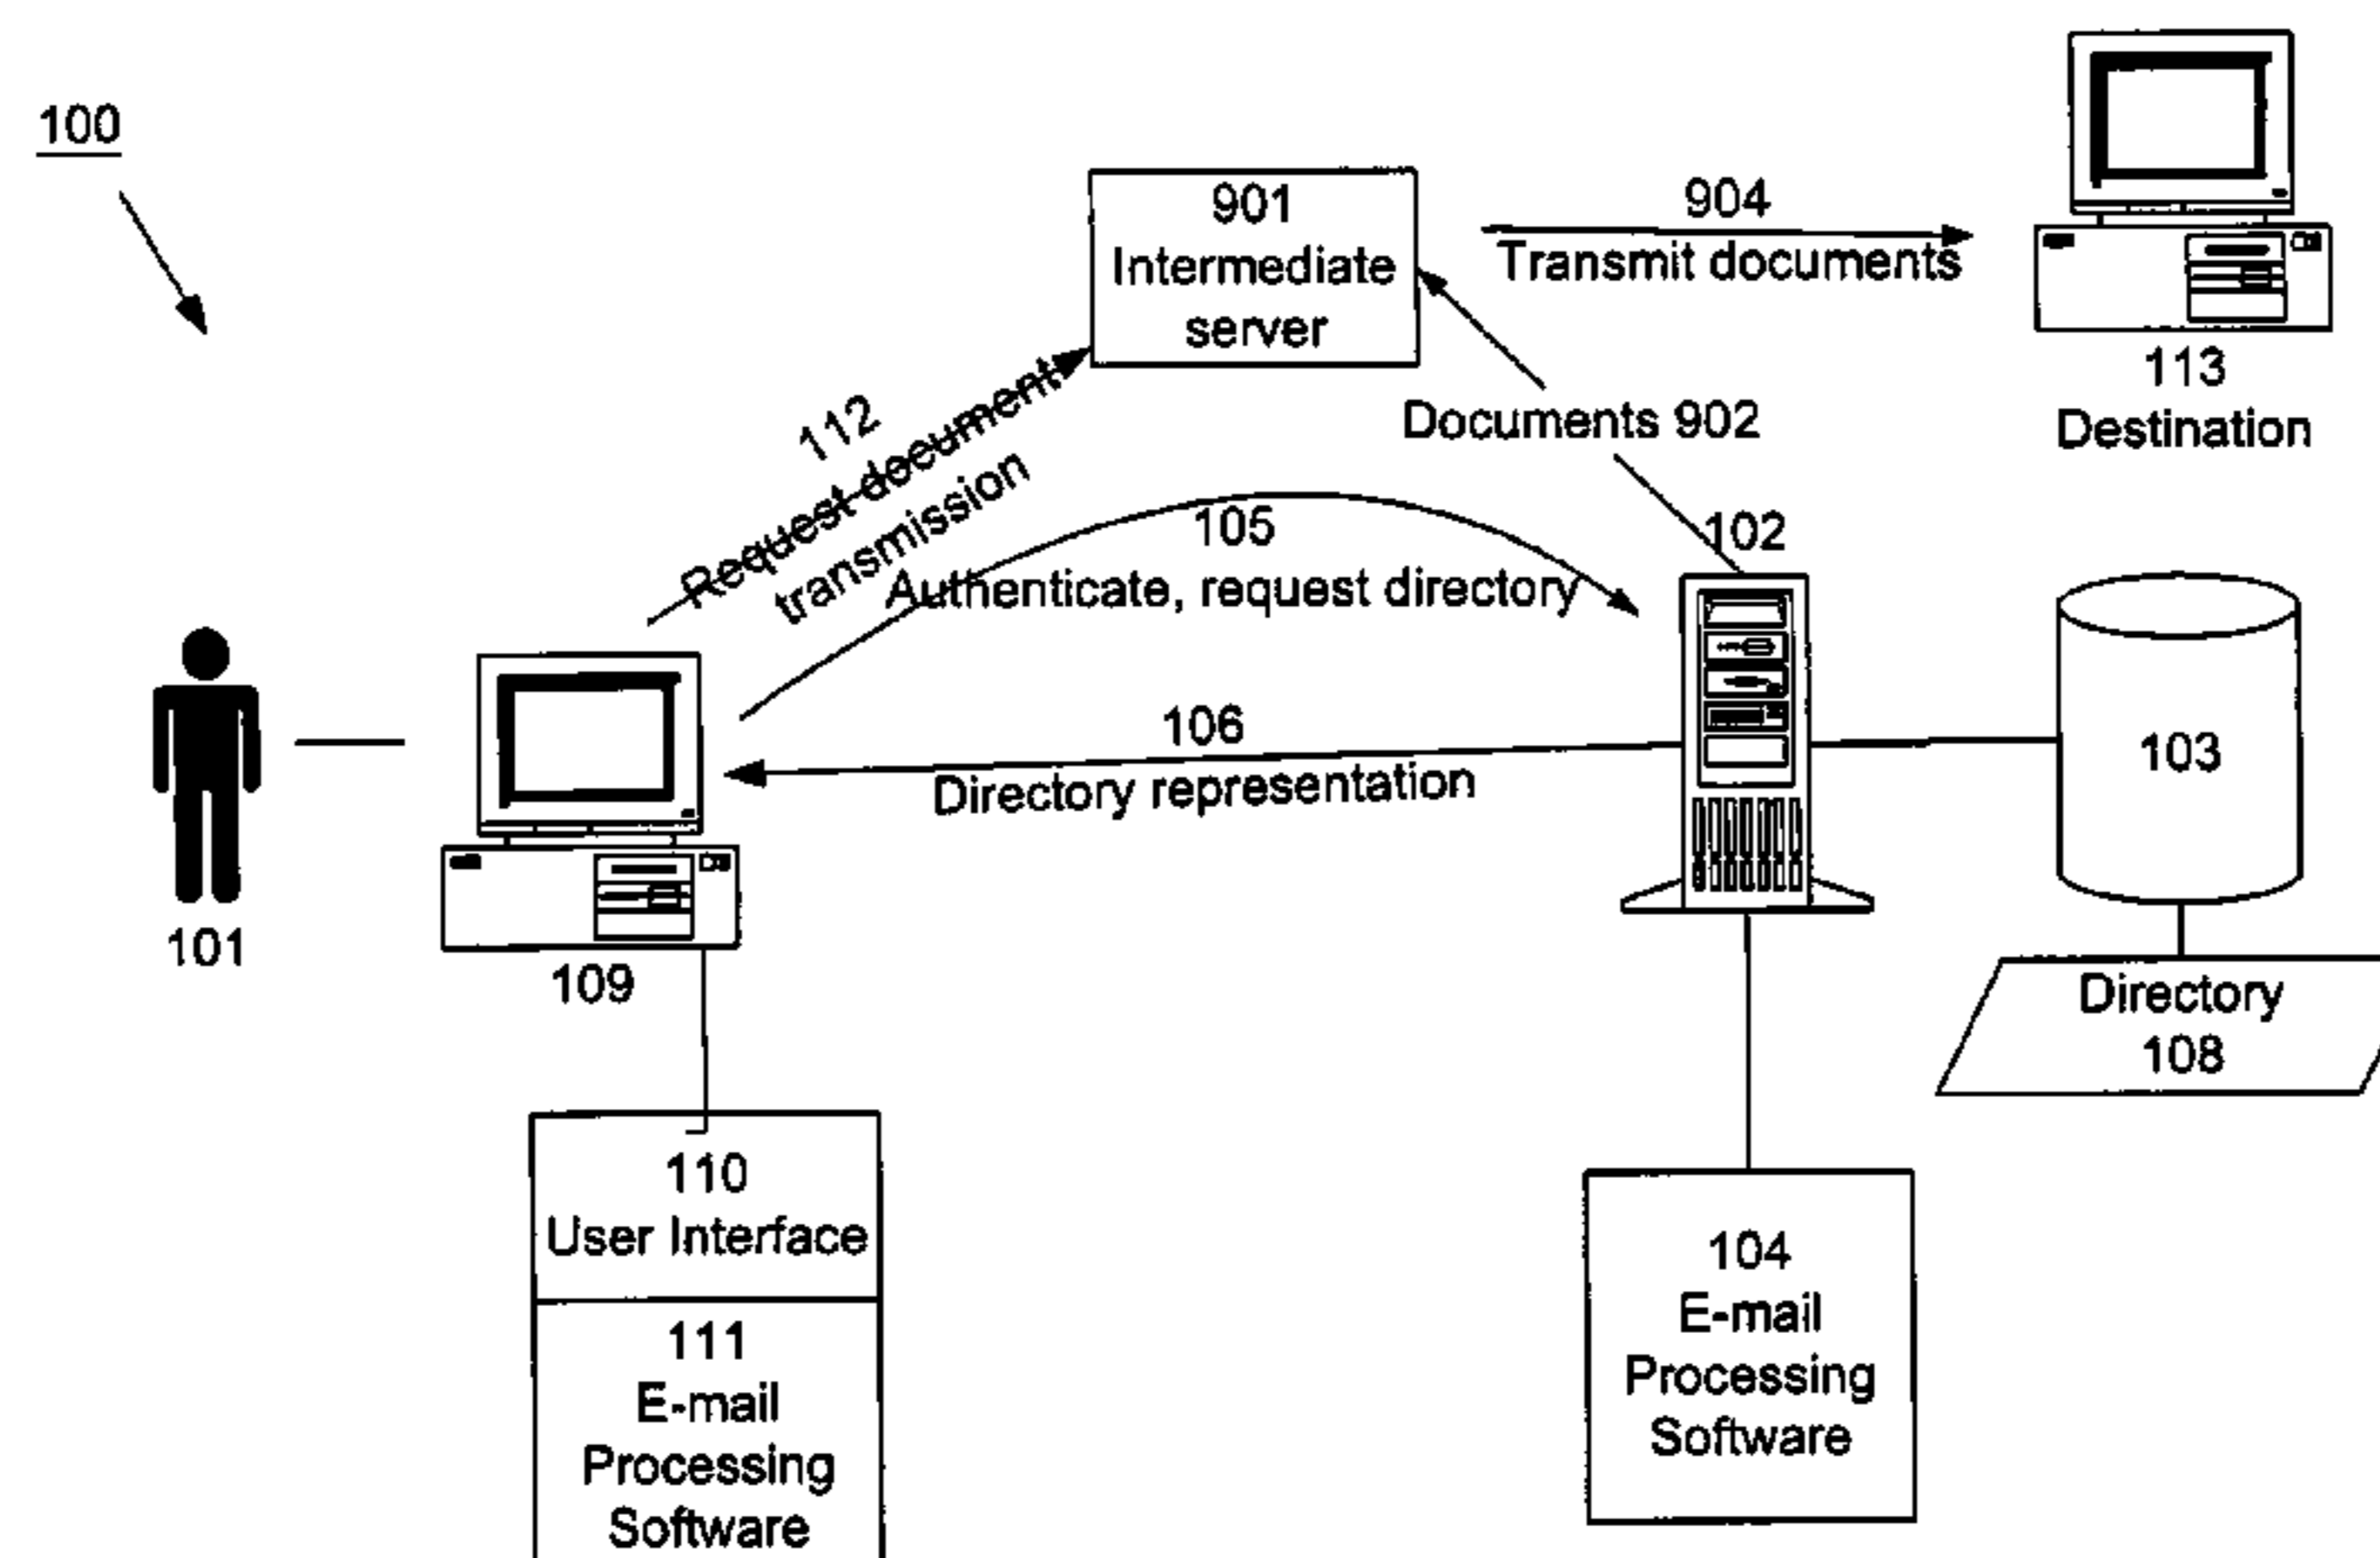 100
901
Intermediate
server
904
Transmit documents
113
Destination
112
Request document
transmission
Documents 902
105
Authenticate, request directory
102
106
Directory representation
103
101
109
Directory
108
110
User Interface
111
E-mail
Processing
Software
104
E-mail
Processing
Software